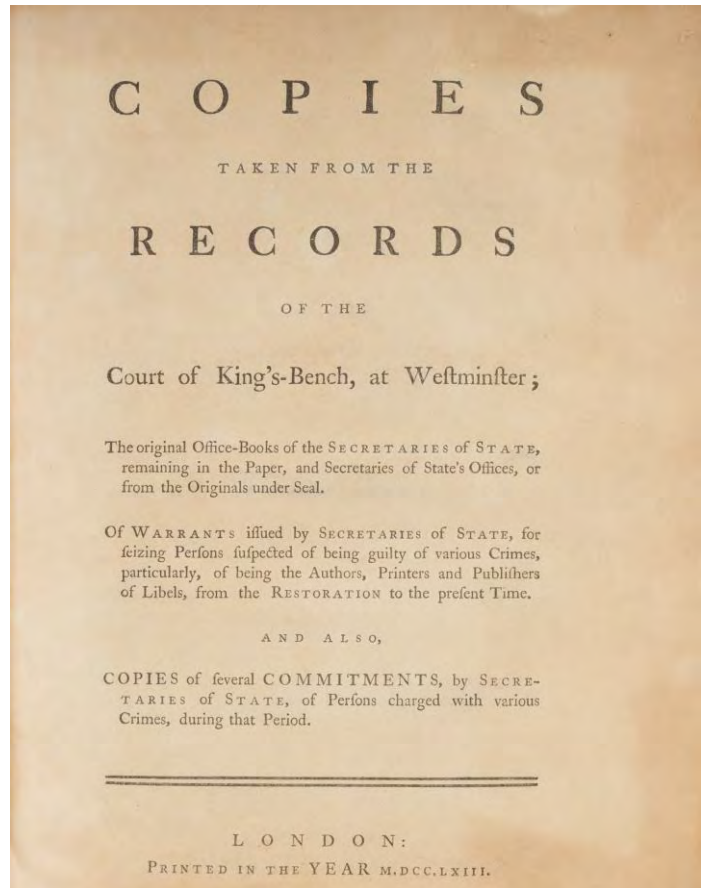 COPIES
TAKEN FROM THE
RECORDS
OF THE
Court of King's-Bench, at Weſtminſter;
The original Office-Books of the SECRETARIES of STATE,
remaining in the Paper, and Secretaries of State's Offices, or
from the Originals under Seal.
Of WARRANTS iſſued by SECRETARIES of STATE, for
ſeizing Perſons ſuſpected of being guilty of various Crimes,
particularly, of being the Authors, Printers and Publiſhers
of Libels, from the RESTORATION to the preſent Time.
AND ALSO,
COPIES of ſeveral COMMITMENTS, by SECRE-
TARIES of STATE, of Perſons charged with various
Crimes, during that Period.
LONDON:
PRINTED IN THE YEAR M.DCC.LXIII.